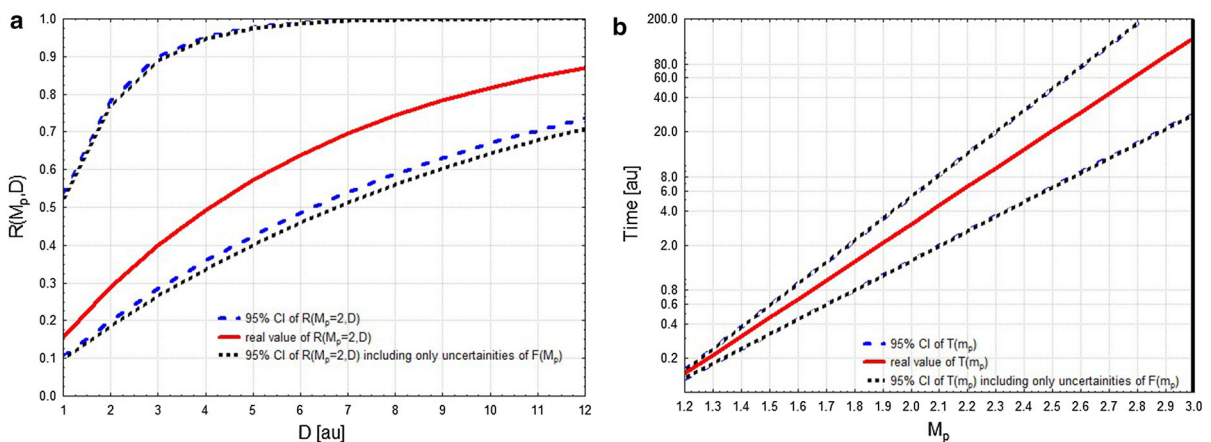 a
1.0
0.9
0.8
0.7
0.6
0.5
0.4
0.3
0.2
0.1
0.0
R(Mp,D)
95% CI of R(Mp=2,D)
real value of R(Mp=2,D)
95% CI of R(Mp=2,D) including only uncertainities of F(Mp)
1 2 3 4 5 6 7 8 9 10 11 12
D [au]
b
200.0
80.0
60.0
40.0
20.0
8.0
6.0
4.0
2.0
0.8
0.6
0.4
0.2
Time [au]
95% CI of T(mp)
real value of T(mp)
95% CI of T(mp) including only uncertainities of F(mp)
1.2 1.3 1.4 1.5 1.6 1.7 1.8 1.9 2.0 2.1 2.2 2.3 2.4 2.5 2.6 2.7 2.8 2.9 3.0
Mp